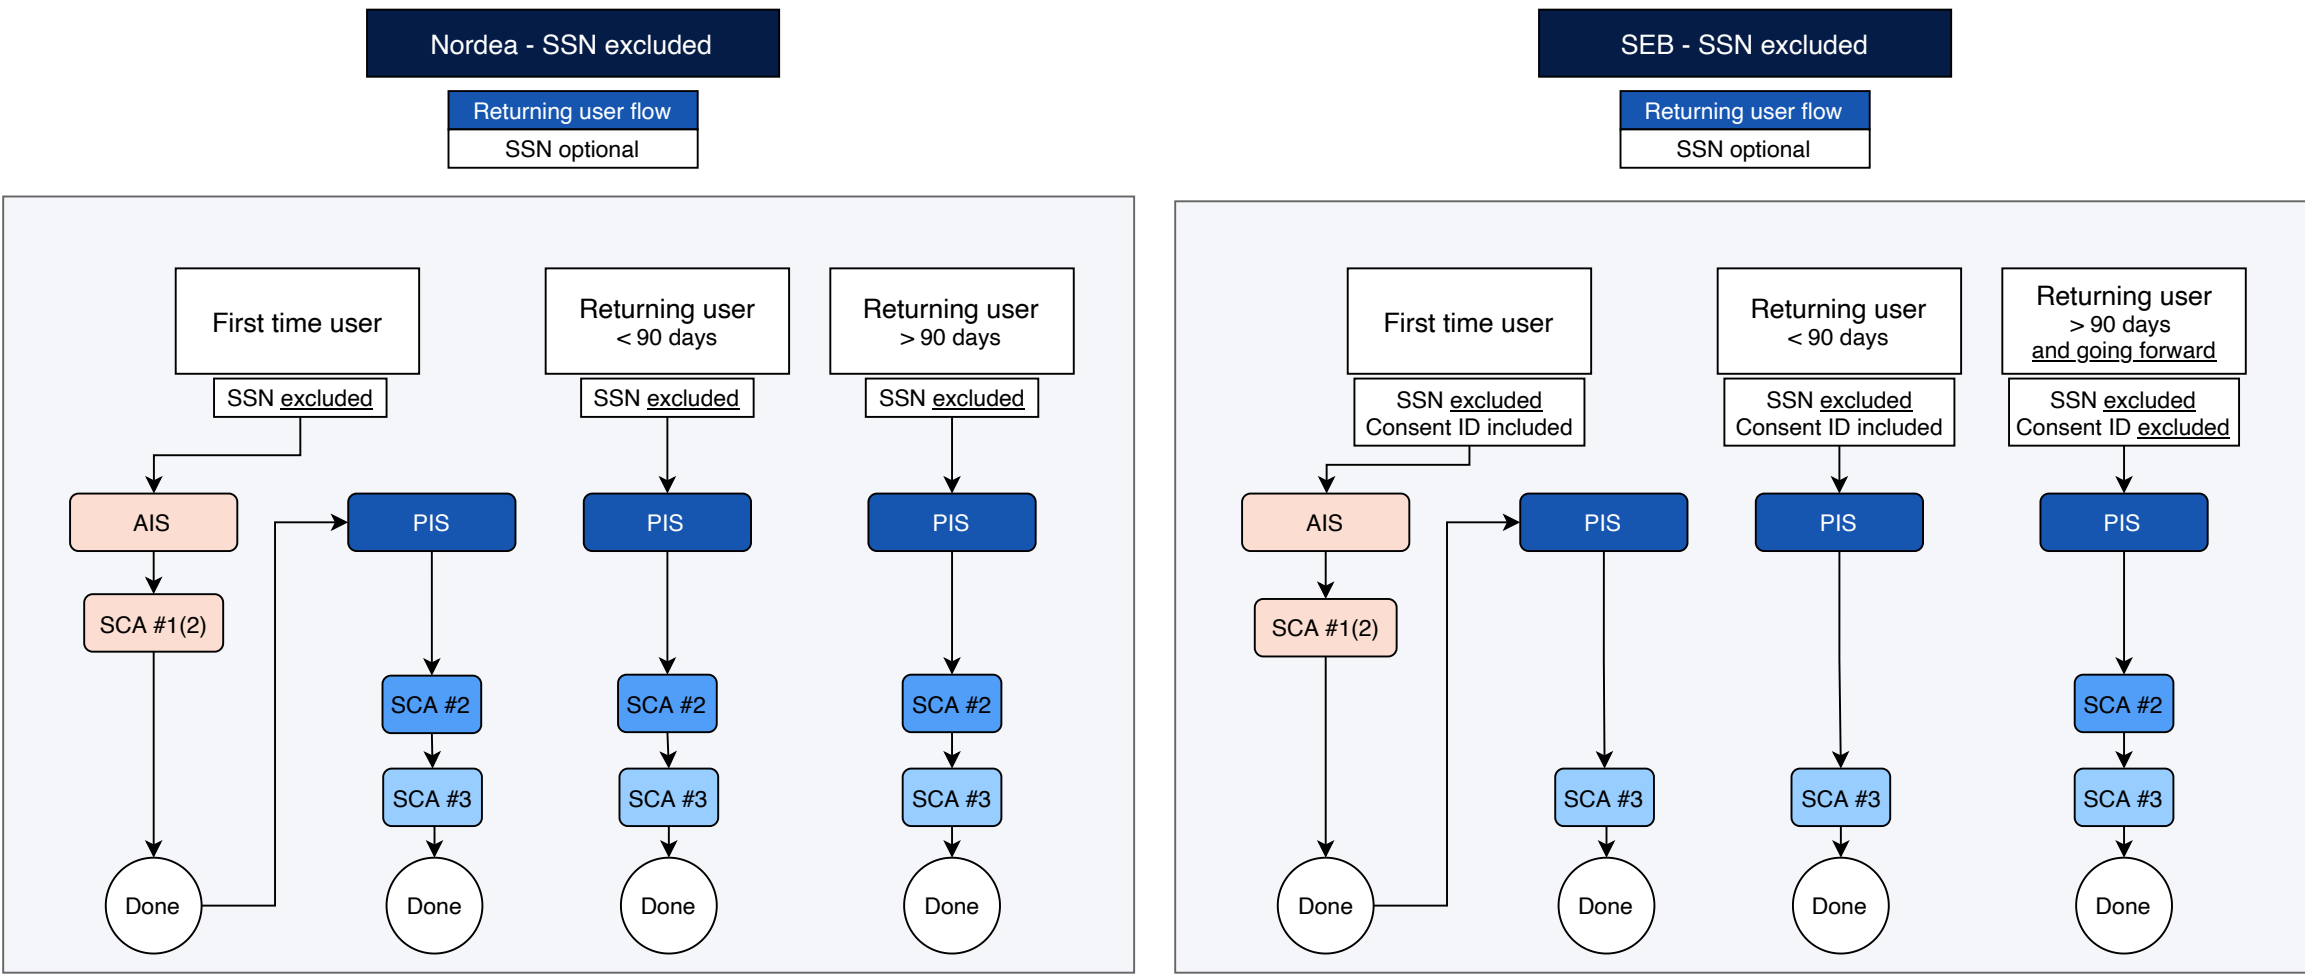 Nordea - SSN excluded
Returning user flow
SSN optional
First time user
SSN excluded
Returning user
< 90 days
SSN excluded
Returning user
> 90 days
SSN excluded
AIS
PIS
PIS
PIS
SCA #1(2)
SCA #2
SCA #2
SCA #2
SCA #3
SCA #3
SCA #3
Done
Done
Done
Done
SEB - SSN excluded
Returning user flow
SSN optional
First time user
SSN excluded
Consent ID included
Returning user
< 90 days
SSN excluded
Consent ID included
Returning user
> 90 days
and going forward
SSN excluded
Consent ID excluded
AIS
PIS
PIS
PIS
SCA #1(2)
SCA #2
SCA #3
SCA #3
SCA #3
Done
Done
Done
Done